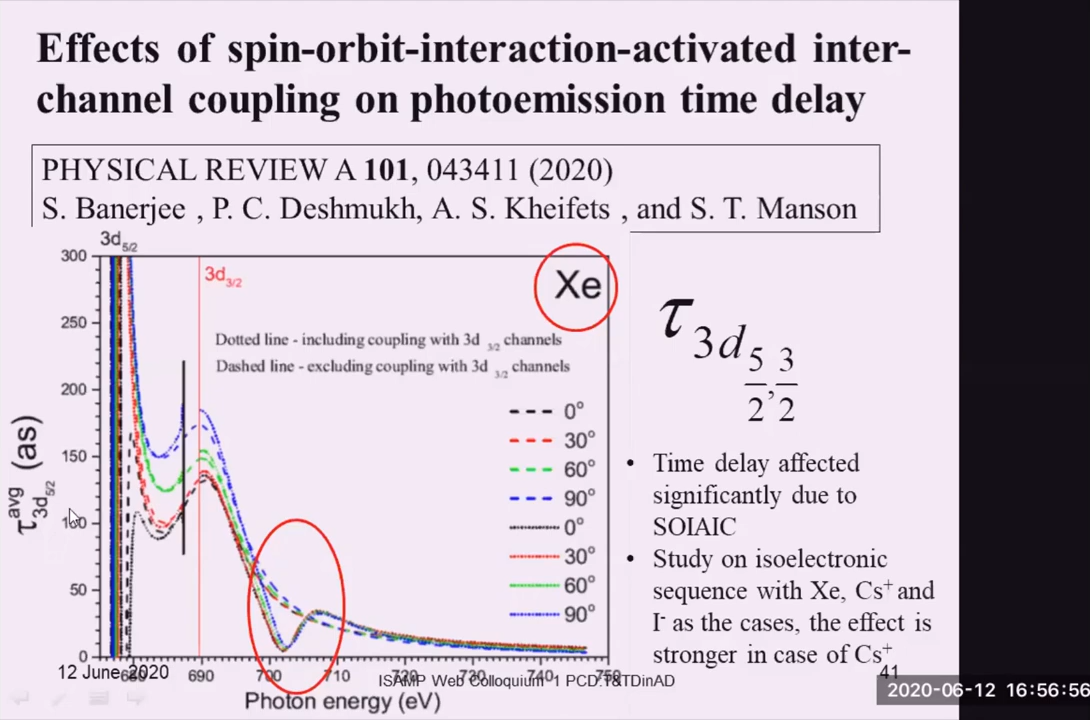 Effects of spin-orbit-interaction-activated inter-
channel coupling on photoemission time delay
PHYSICAL REVIEW A 101, 043411 (2020)
S. Banerjee , P. C. Deshmukh, A. S. Kheifets , and S. T. Manson
3d5/2
3d3/2
Xe
Dotted line - including coupling with 3d 3/2 channels
Dashed line - excluding coupling with 3d 3/2 channels
0°
30°
60°
90°
0°
30°
60°
90°
300
250
200
150
50
0
τ avg 3d5/2 (as)
690
700
710
750
Photon energy (eV)
τ 3d 5/2, 3/2
• Time delay affected
significantly due to
SOIAIC
• Study on isoelectronic
sequence with Xe, Cs+ and
I- as the cases, the effect is
stronger in case of Cs+
12 June 2020
ISAMP Web Colloquium 1 PCD.T&TDinAD
41
2020-06-12 16:56:56